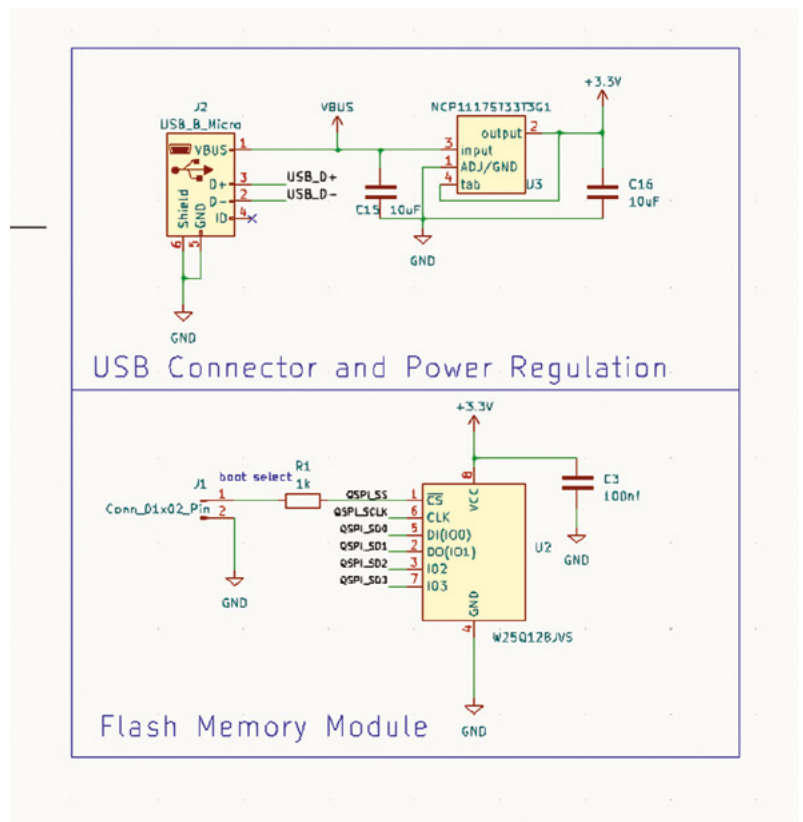 +3.3V
J2
USB_B_Micro
VBUS
NCP1117ST33T3G1
VBUS 1
3 input
output 2
1 ADJ/GND
4 tab
U3
D+ 3 USB_D+
D- 2 USB_D-
ID 4
Shield
GND
6
5
C15 10uF
C16
10uF
GND
GND
USB Connector and Power Regulation
+3.3V
J1
boot select
R1
1k
Conn_01x02_Pin
1
2
QSPI_SS 1 CS
QSPI_SCLK 6 CLK
QSPI_SD0 5 DI(IO0)
QSPI_SD1 2 DO(IO1)
QSPI_SD2 3 IO2
QSPI_SD3 7 IO3
8
VCC
GND
4
U2
W25Q128JVS
C3
100nf
GND
GND
GND
Flash Memory Module